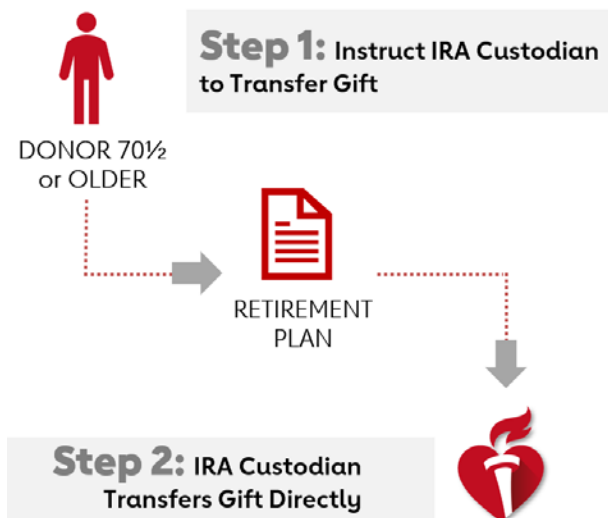 Step 1: Instruct IRA Custodian
to Transfer Gift
DONOR 70½
or OLDER
RETIREMENT
PLAN
Step 2: IRA Custodian
Transfers Gift Directly